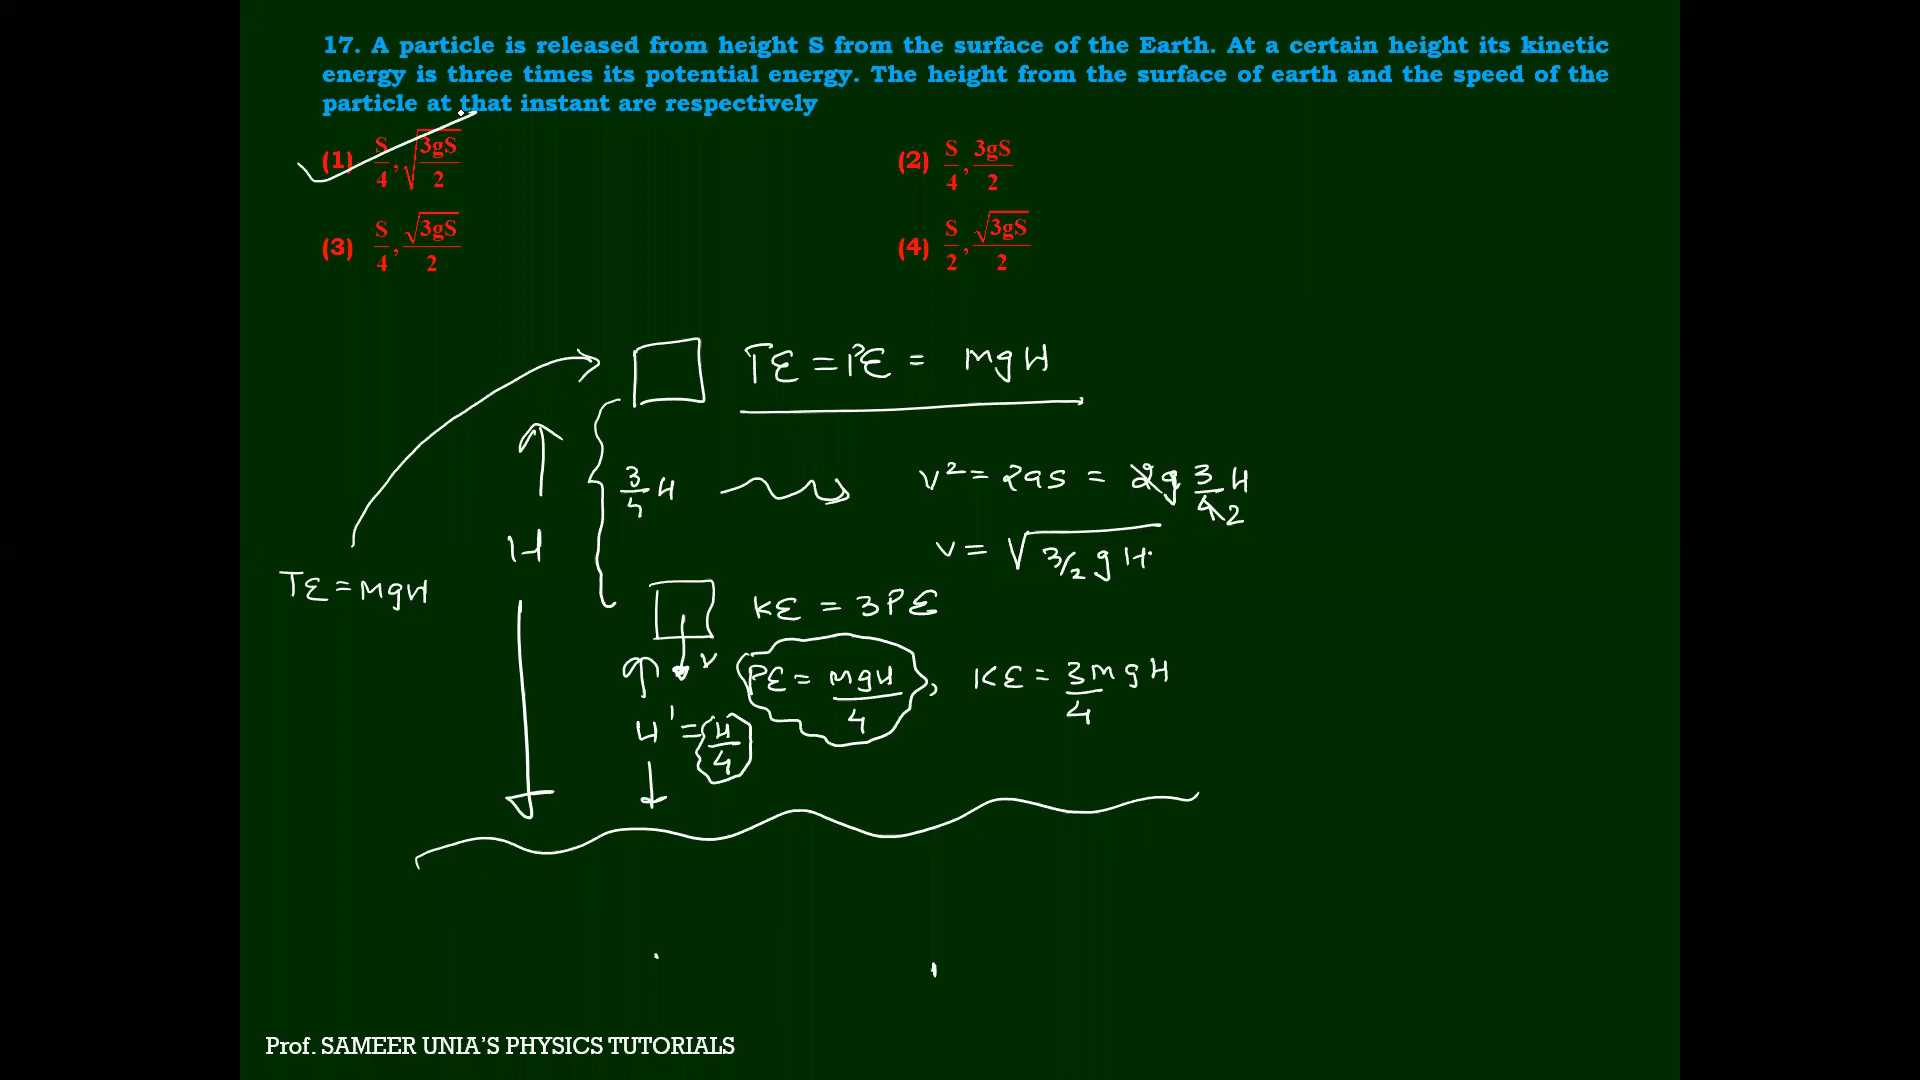 17. A particle is released from height S from the surface of the Earth. At a certain height its kinetic
energy is three times its potential energy. The height from the surface of earth and the speed of the
particle at that instant are respectively
(1) S/4, √(3gS/2)
(2) S/4, 3gS/2
(3) S/4, √3gS/2
(4) S/2, √3gS/2
TE = PE = mgH
3/4 H
v² = 2as = 2g 3/4 H 2
H
v = √3/2 gH
TE = mgH
KE = 3PE
v
PE = mgH/4, KE = 3mgH/4
H' = H/4
Prof. SAMEER UNIA'S PHYSICS TUTORIALS